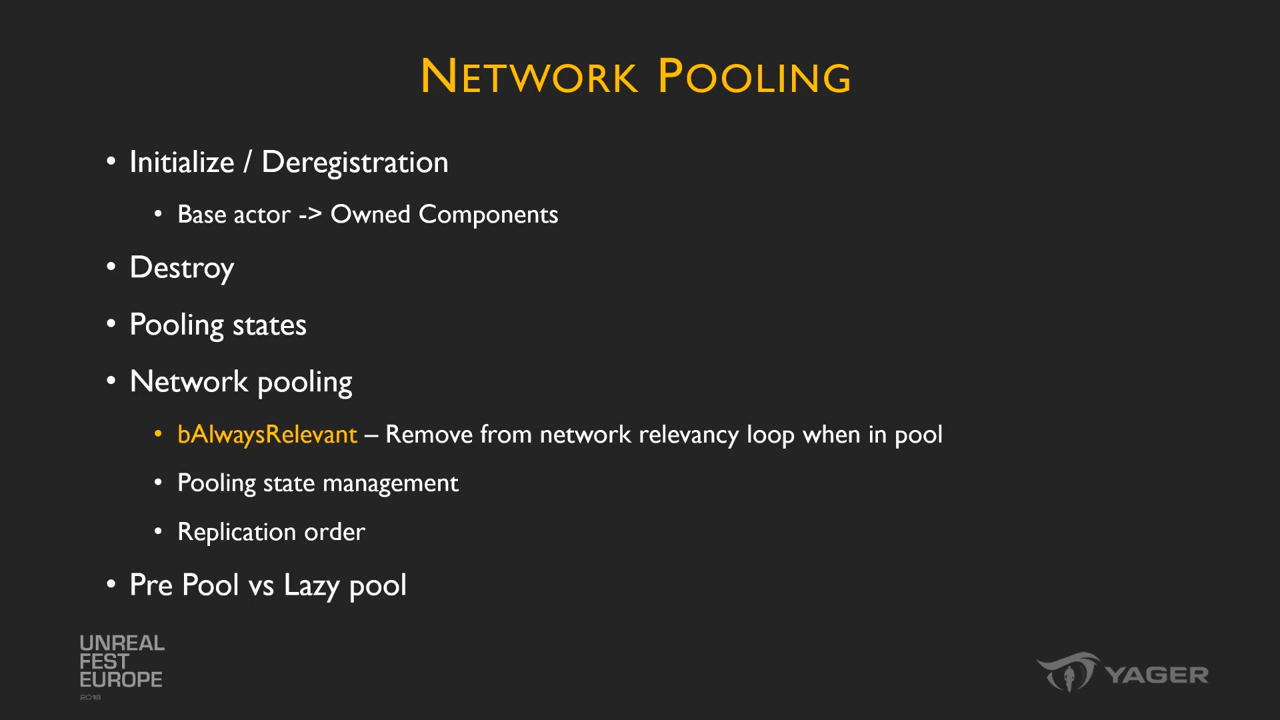 NETWORK POOLING
• Initialize / Deregistration
• Base actor -> Owned Components
• Destroy
• Pooling states
• Network pooling
• bAlwaysRelevant – Remove from network relevancy loop when in pool
• Pooling state management
• Replication order
• Pre Pool vs Lazy pool
UNREAL
FEST
EUROPE
2018
YAGER